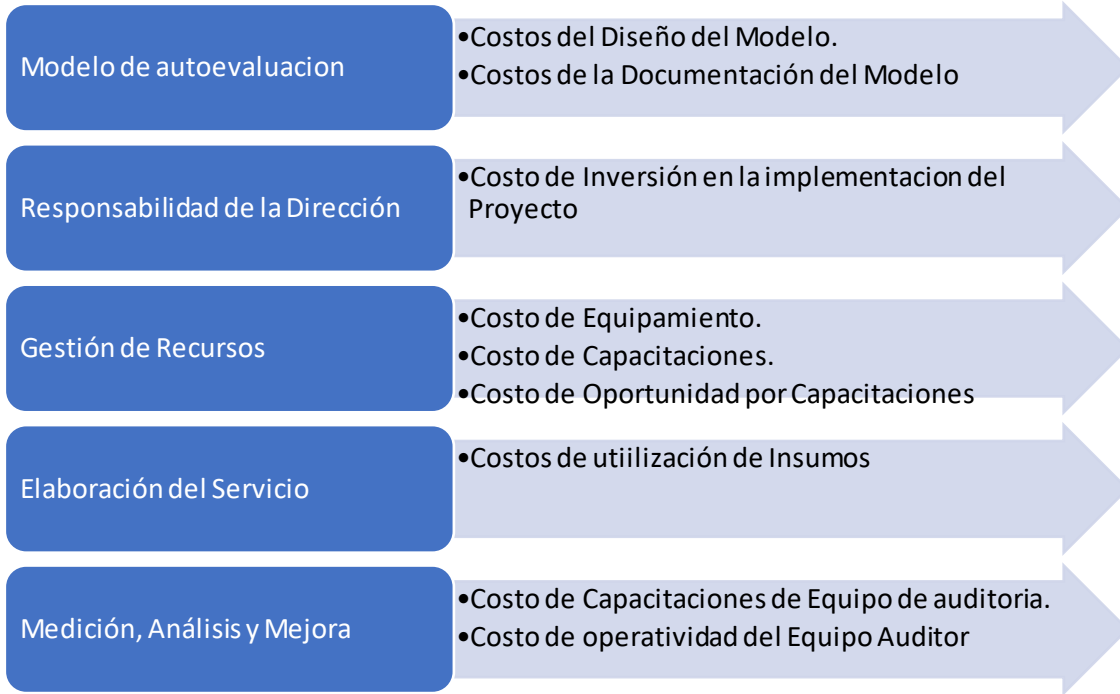 Modelo de autoevaluacion
•Costos del Diseño del Modelo.
•Costos de la Documentación del Modelo
Responsabilidad de la Dirección
•Costo de Inversión en la implementacion del
Proyecto
Gestión de Recursos
•Costo de Equipamiento.
•Costo de Capacitaciones.
•Costo de Oportunidad por Capacitaciones
Elaboración del Servicio
•Costos de utiilización de Insumos
Medición, Análisis y Mejora
•Costo de Capacitaciones de Equipo de auditoria.
•Costo de operatividad del Equipo Auditor